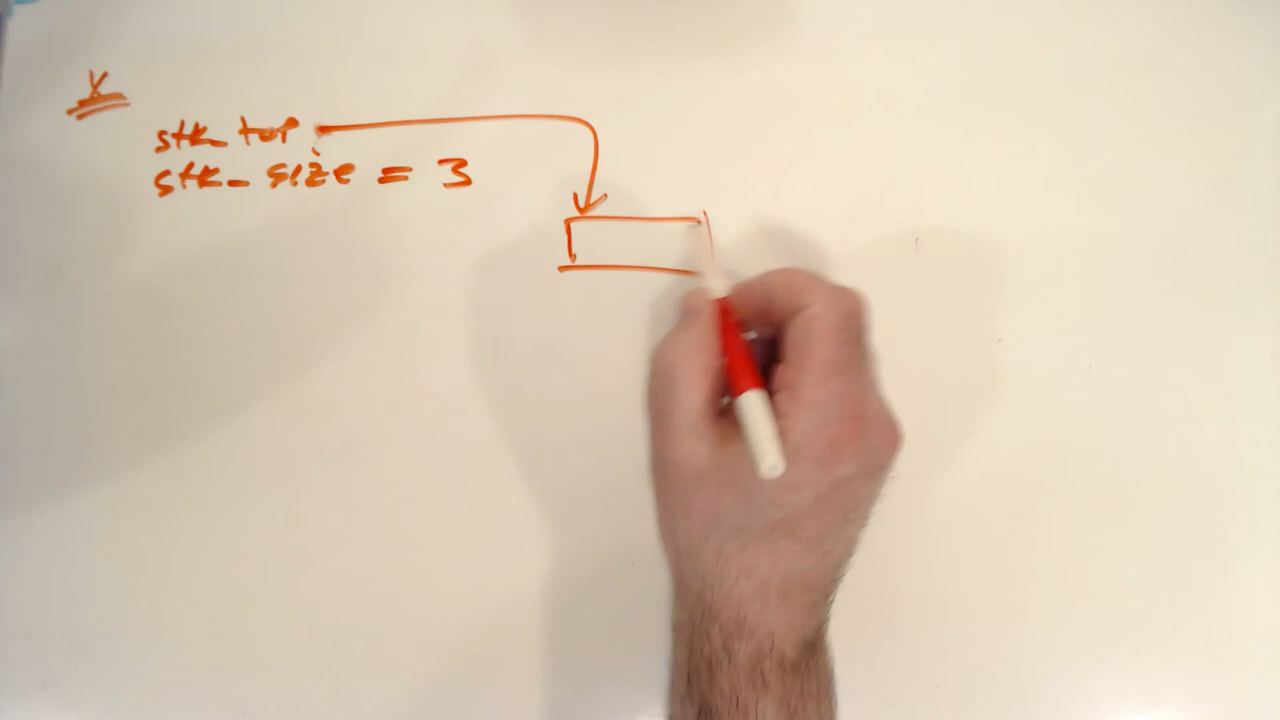 x
stk_top
stk_size = 3